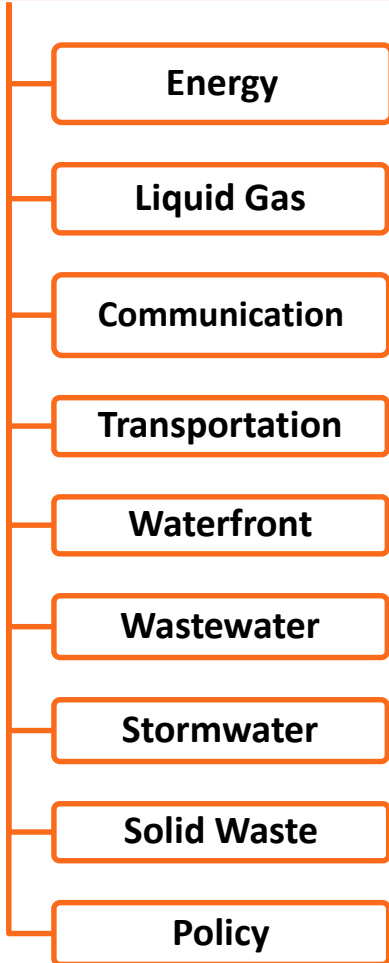 Energy
Liquid Gas
Communication
Transportation
Waterfront
Wastewater
Stormwater
Solid Waste
Policy